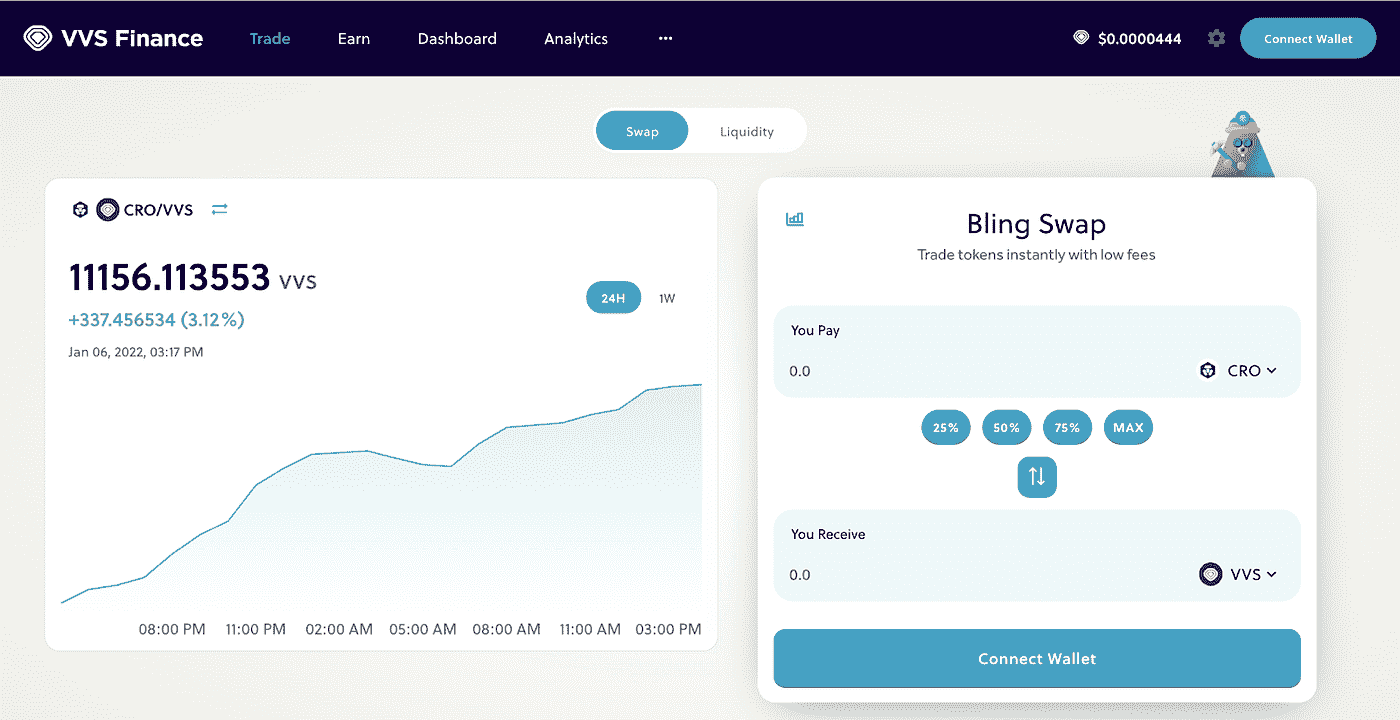 VVS Finance Trade Earn Dashboard Analytics ••• $0.0000444 Connect Wallet
Swap Liquidity
CRO/VVS
11156.113553 VVS
+337.456534 (3.12%)
24H 1W
Jan 06, 2022, 03:17 PM
08:00 PM 11:00 PM 02:00 AM 05:00 AM 08:00 AM 11:00 AM 03:00 PM
Bling Swap
Trade tokens instantly with low fees
You Pay
0.0 CRO
25% 50% 75% MAX
You Receive
0.0 VVS
Connect Wallet